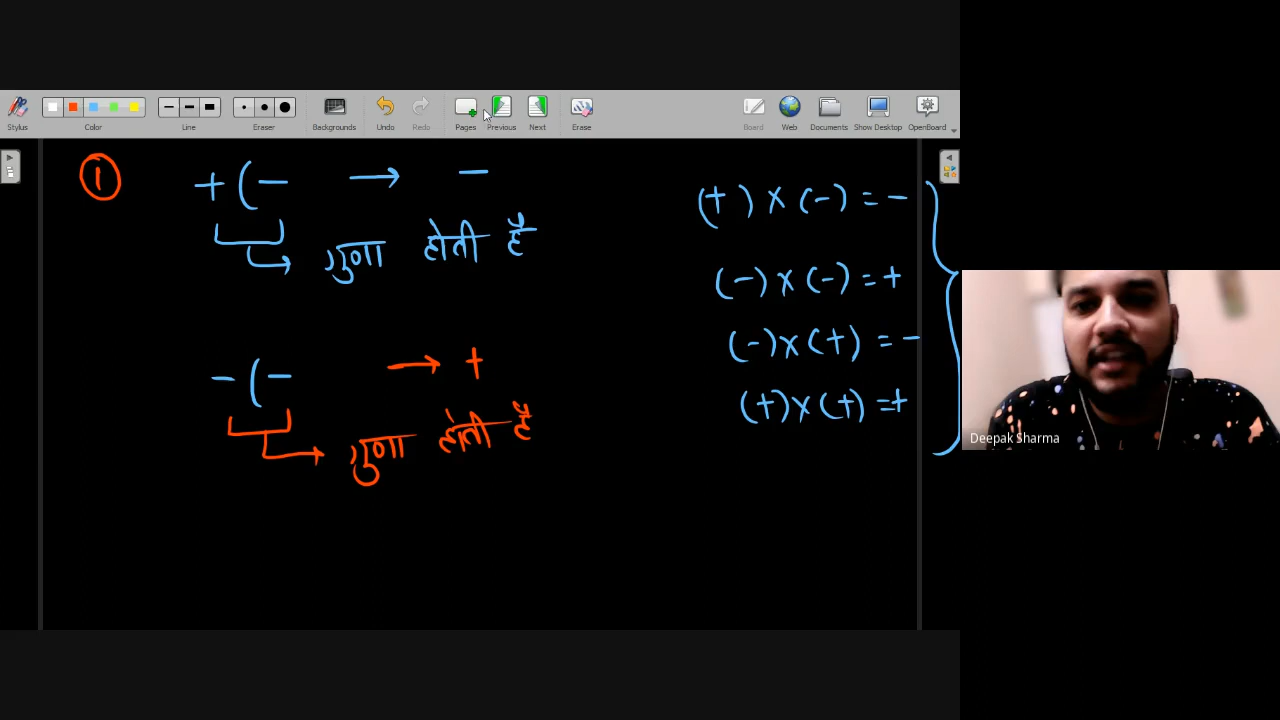 Stylus Color Line Eraser Backgrounds Undo Redo Pages Previous Next Erase Board Web Documents Show Desktop OpenBoard
① +(- → -
गुणा होती है
-(- → +
गुणा होती है
(+) × (-) = -
(-) × (-) = +
(-) × (+) = -
(+) × (+) = +
Deepak Sharma